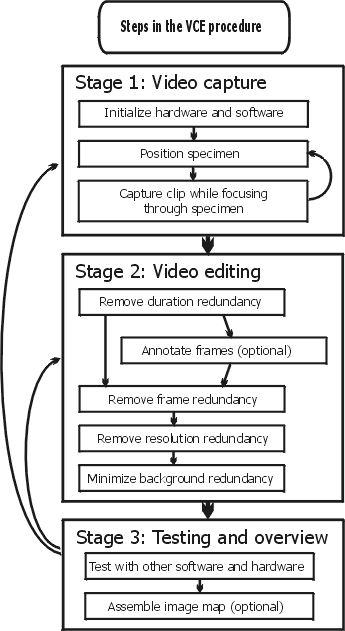 Steps in the VCE procedure
Stage 1: Video capture
Initialize hardware and software
Position specimen
Capture clip while focusing
through specimen
Stage 2: Video editing
Remove duration redundancy
Annotate frames (optional)
Remove frame redundancy
Remove resolution redundancy
Minimize background redundancy
Stage 3: Testing and overview
Test with other software and hardware
Assemble image map (optional)